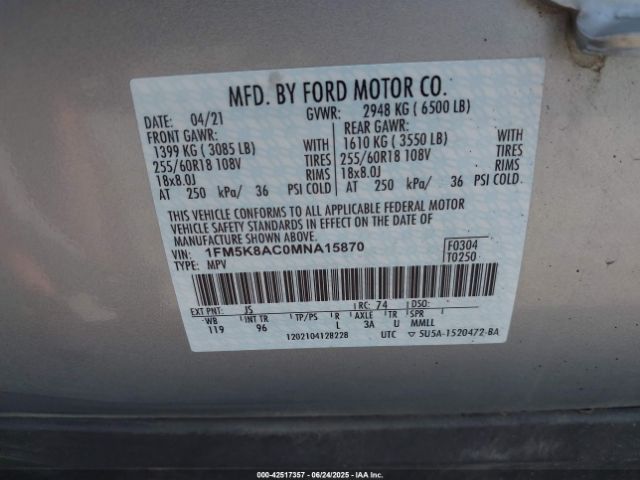 MFD. BY FORD MOTOR CO.
DATE: 04/21 GVWR: 2948 KG ( 6500 LB)
FRONT GAWR: REAR GAWR:
1399 KG ( 3085 LB) WITH 1610 KG ( 3550 LB) WITH
255/60R18 108V TIRES 255/60R18 108V TIRES
18x8.0J RIMS 18x8.0J RIMS
AT 250 kPa/ 36 PSI COLD AT 250 kPa/ 36 PSI COLD.
THIS VEHICLE CONFORMS TO ALL APPLICABLE FEDERAL MOTOR
VEHICLE SAFETY STANDARDS AND THEFT PREVENTION STANDARD
IN EFFECT ON THE DATE OF MANUFACTURE SHOWN ABOVE.
VIN: 1FM5K8AC0MNA15870 F0304
TYPE: MPV T0250
EXT PNT: JS RC: 74 DSO:
WB INT TR TP/PS R AXLE TR SPR
119 96 L 3A U MMLL
1202104128228 UTC ▽ 5U5A-1520472-BA
000-42517357 - 06/24/2025 - IAA Inc.